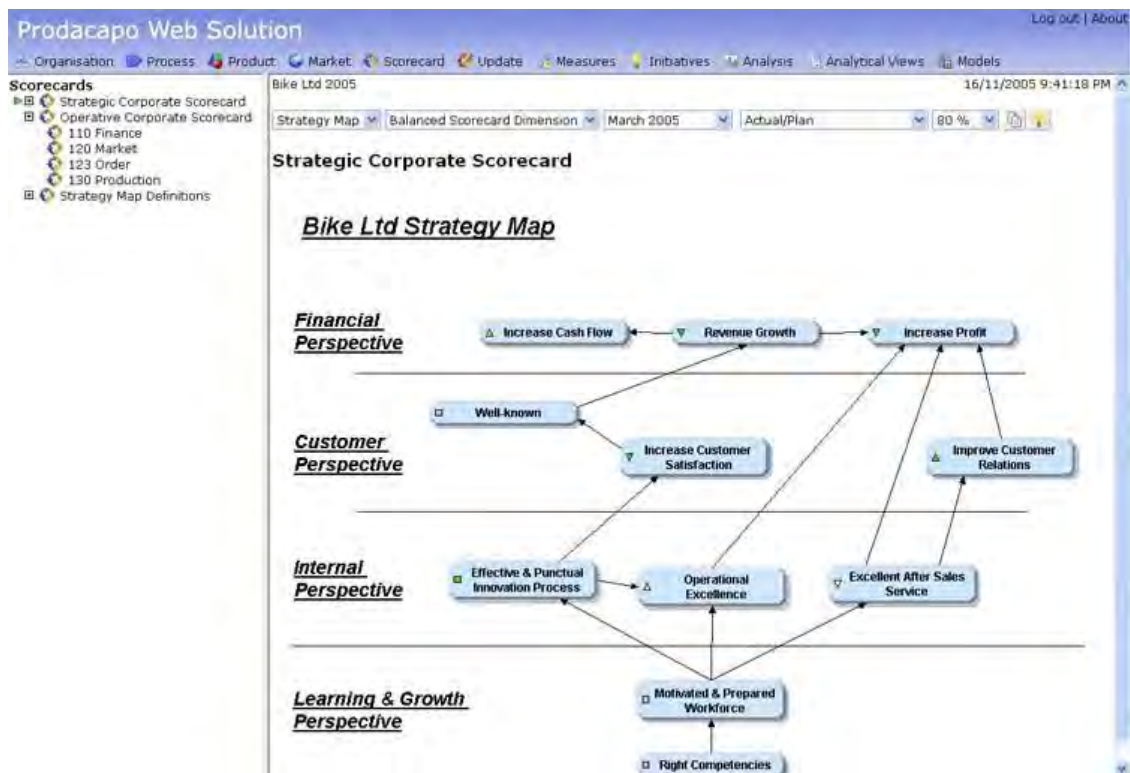 Prodacapo Web Solution
Log out | About
Organisation Process Product Market Scorecard Update Measures Initiatives Analysis Analytical Views Models
Scorecards
Strategic Corporate Scorecard
Operative Corporate Scorecard
110 Finance
120 Market
123 Order
130 Production
Strategy Map Definitions
Bike Ltd 2005
16/11/2005 9:41:18 PM
Strategy Map Balanced Scorecard Dimension March 2005 Actual/Plan 80 %
Strategic Corporate Scorecard
Bike Ltd Strategy Map
Financial
Perspective
Increase Cash Flow
Revenue Growth
Increase Profit
Customer
Perspective
Well-known
Increase Customer
Satisfaction
Improve Customer
Relations
Internal
Perspective
Effective & Punctual
Innovation Process
Operational
Excellence
Excellent After Sales
Service
Learning & Growth
Perspective
Motivated & Prepared
Workforce
Right Competencies